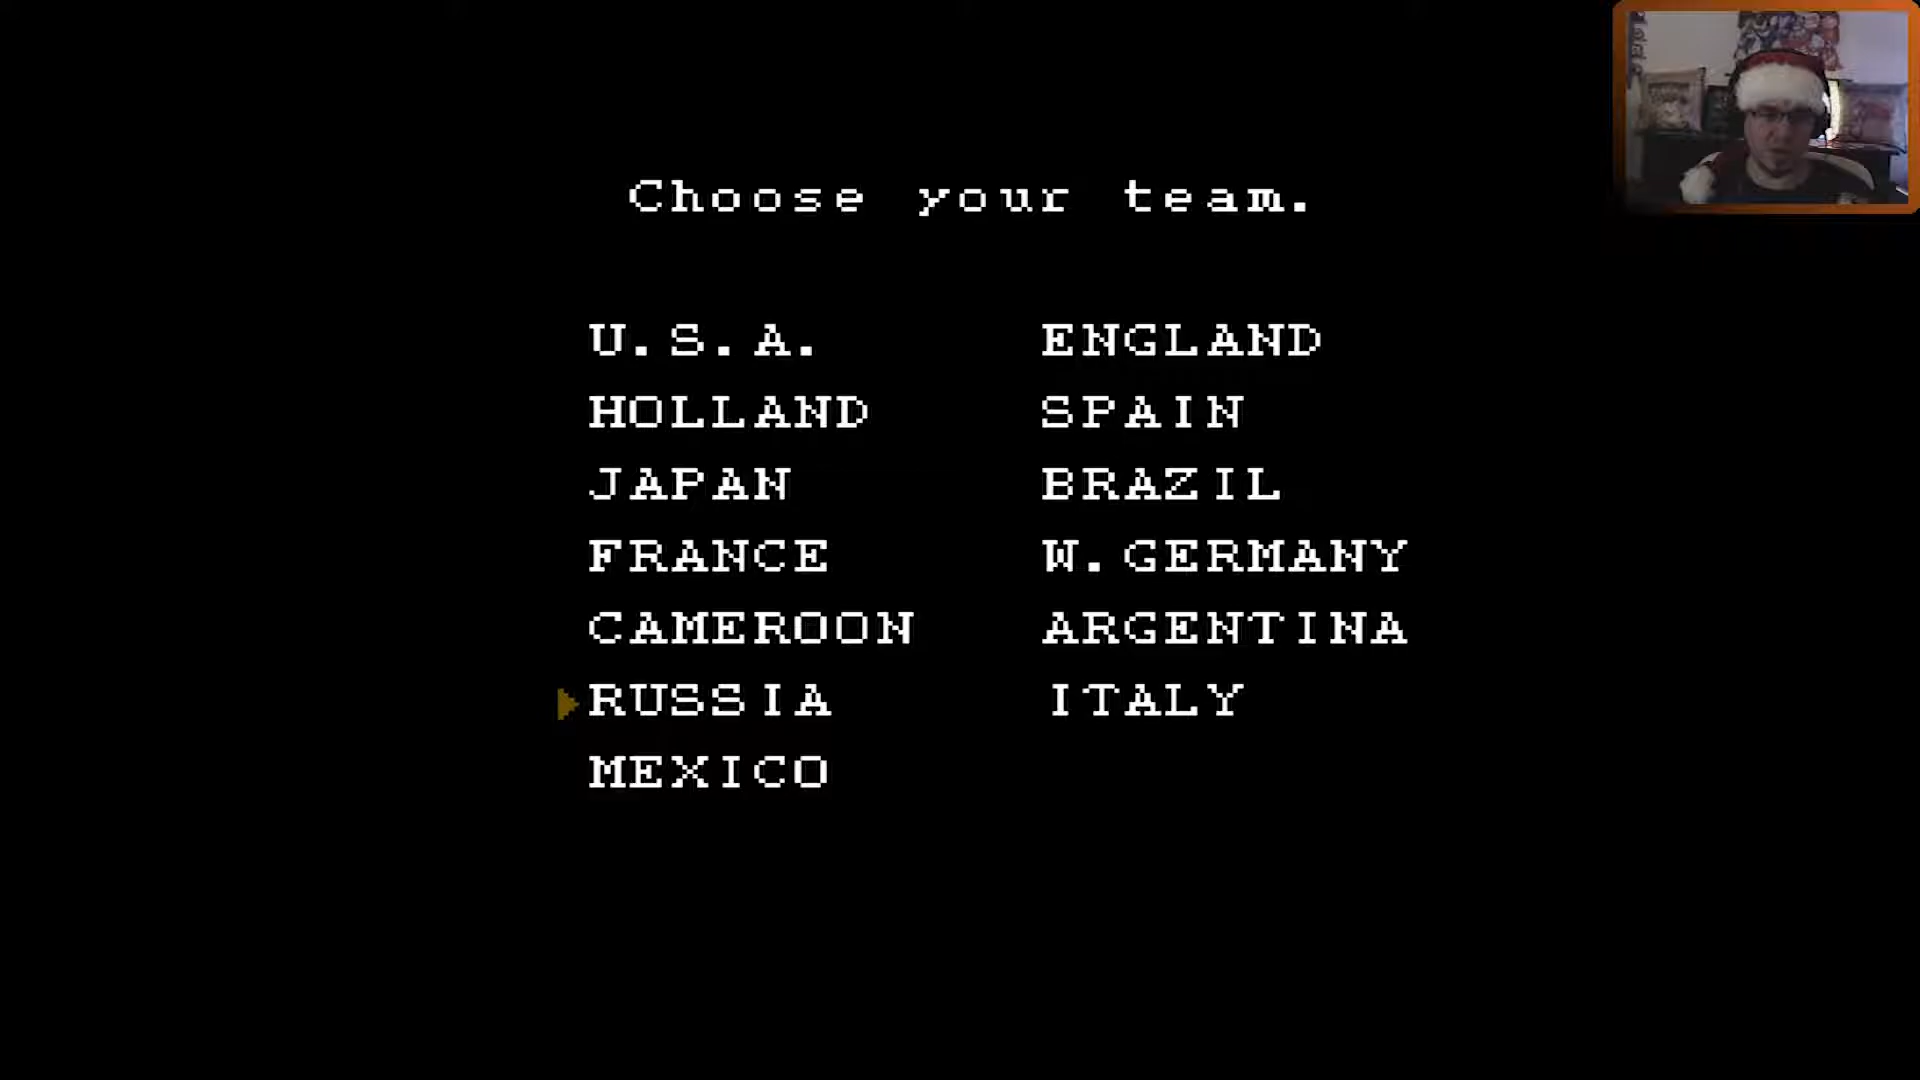 Choose your team.
U.S.A. ENGLAND
HOLLAND SPAIN
JAPAN BRAZIL
FRANCE W.GERMANY
CAMEROON ARGENTINA
RUSSIA ITALY
MEXICO